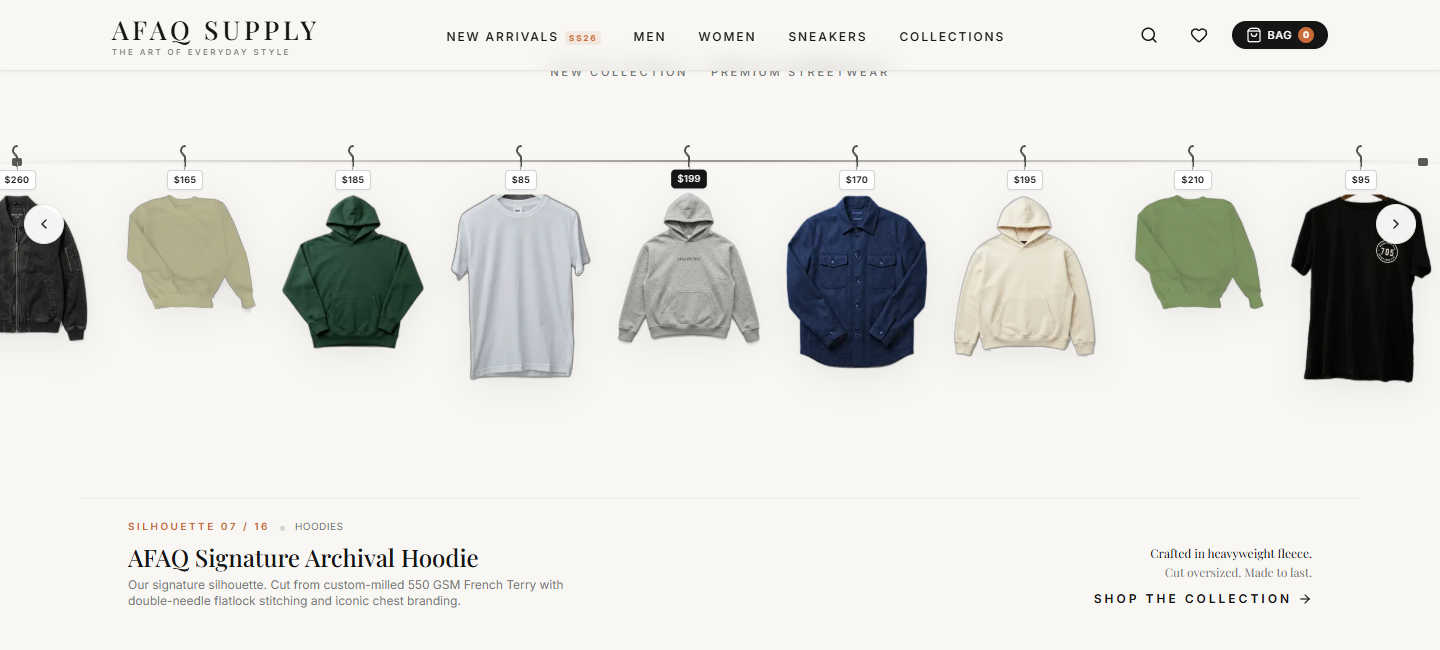 AFAQ SUPPLY
THE ART OF EVERYDAY STYLE
NEW ARRIVALS SS26
MEN
WOMEN
SNEAKERS
COLLECTIONS
BAG 0
NEW COLLECTION
PREMIUM STREETWEAR
$260
$165
$185
$85
$199
$170
$195
$210
$95
705
SILHOUETTE 07 / 16
HOODIES
AFAQ Signature Archival Hoodie
Our signature silhouette. Cut from custom-milled 550 GSM French Terry with
double-needle flatlock stitching and iconic chest branding.
Crafted in heavyweight fleece.
Cut oversized. Made to last.
SHOP THE COLLECTION →